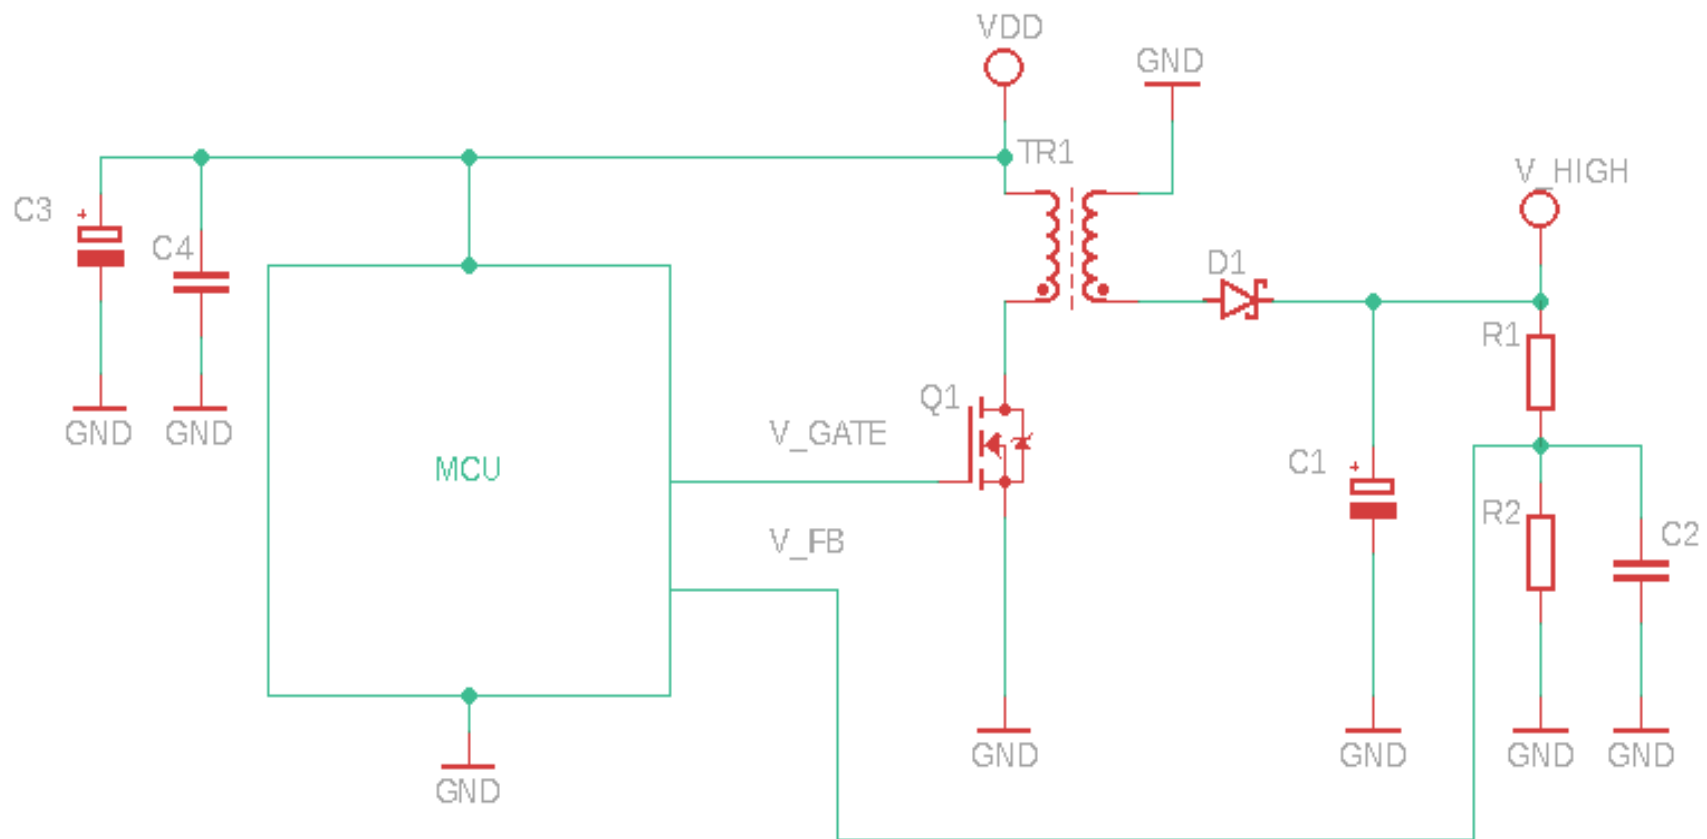 VDD
GND
TR1
V_HIGH
C3
+
C4
D1
R1
Q1
GND
GND
V_GATE
MCU
C1
+
R2
V_FB
C2
GND
GND
GND
GND
GND